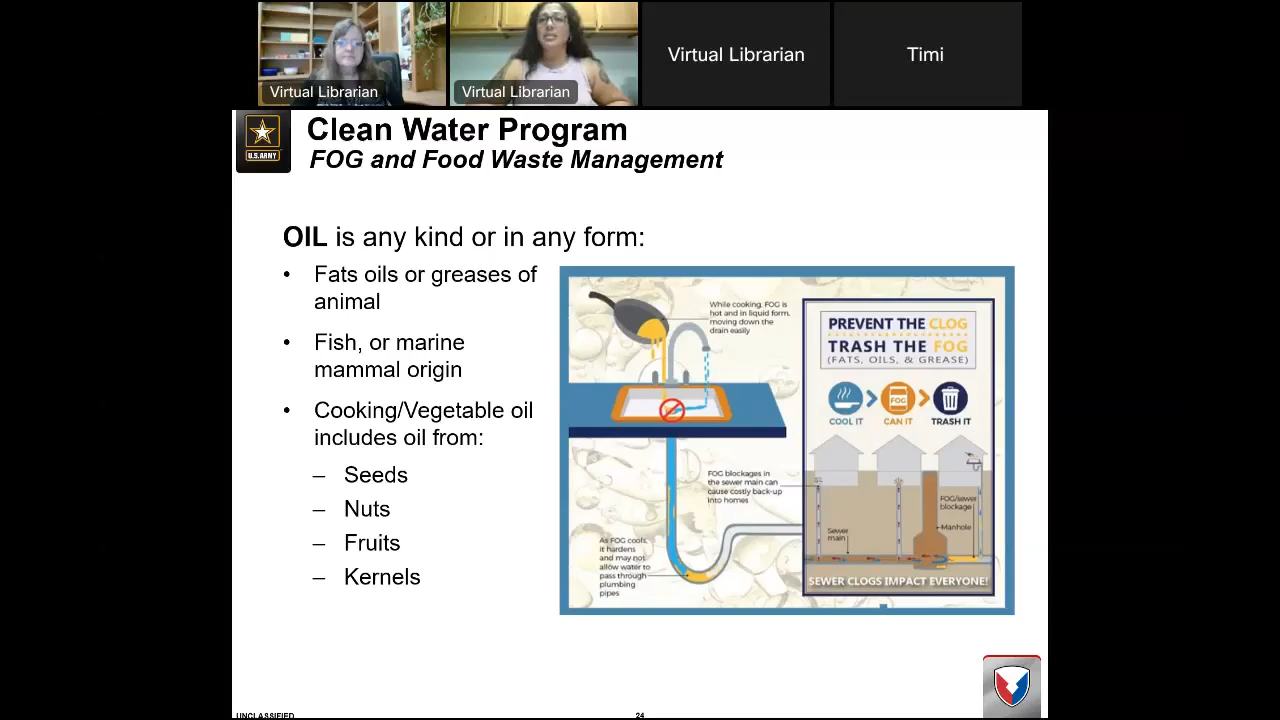 Virtual Librarian
Virtual Librarian
Virtual Librarian
Timi
U.S.ARMY
Clean Water Program
FOG and Food Waste Management
OIL is any kind or in any form:
• Fats oils or greases of
animal
• Fish, or marine
mammal origin
• Cooking/Vegetable oil
includes oil from:
– Seeds
– Nuts
– Fruits
– Kernels
While cooking, FOG is
hot and in liquid form,
moving down the
drain easily
FOG blockages in
the sewer main can
cause costly back-up
into homes
As FOG cools,
it hardens
and may not
allow water to
pass through
plumbing
pipes
PREVENT THE CLOG
TRASH THE FOG
(FATS, OILS, & GREASE)
FOG
COOL IT
CAN IT
TRASH IT
FOG/sewer
blockage
Manhole
Sewer
main
SEWER CLOGS IMPACT EVERYONE!
UNCLASSIFIED
24